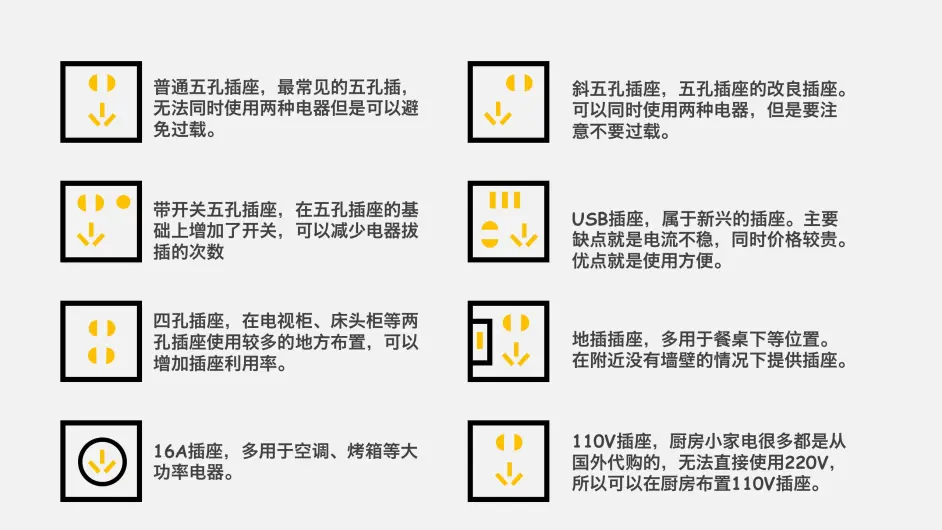 普通五孔插座，最常见的五孔插，
无法同时使用两种电器但是可以避
免过载。
斜五孔插座，五孔插座的改良插座。
可以同时使用两种电器，但是要注
意不要过载。
带开关五孔插座，在五孔插座的基
础上增加了开关，可以减少电器拔
插的次数
USB插座，属于新兴的插座。主要
缺点就是电流不稳，同时价格较贵。
优点就是使用方便。
四孔插座，在电视柜、床头柜等两
孔插座使用较多的地方布置，可以
增加插座利用率。
地插插座，多用于餐桌下等位置。
在附近没有墙壁的情况下提供插座。
16A插座，多用于空调、烤箱等大
功率电器。
110V插座，厨房小家电很多都是从
国外代购的，无法直接使用220V，
所以可以在厨房布置110V插座。